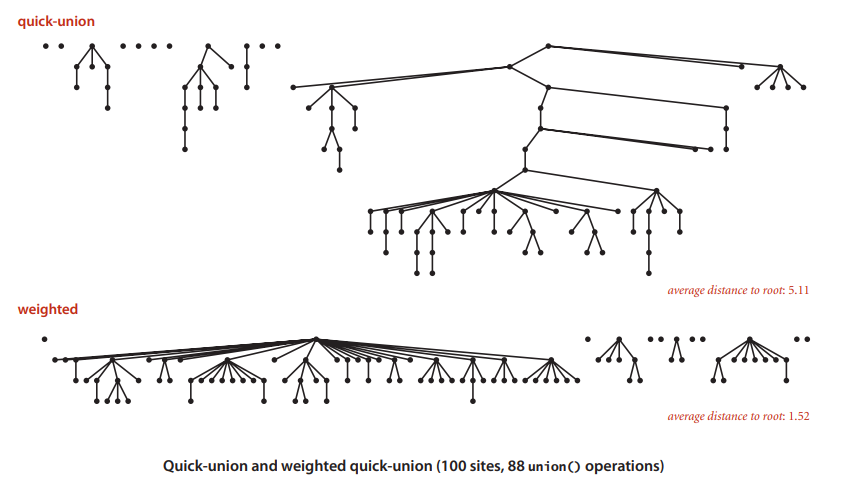 quick-union
average distance to root: 5.11
weighted
average distance to root: 1.52
Quick-union and weighted quick-union (100 sites, 88 union() operations)